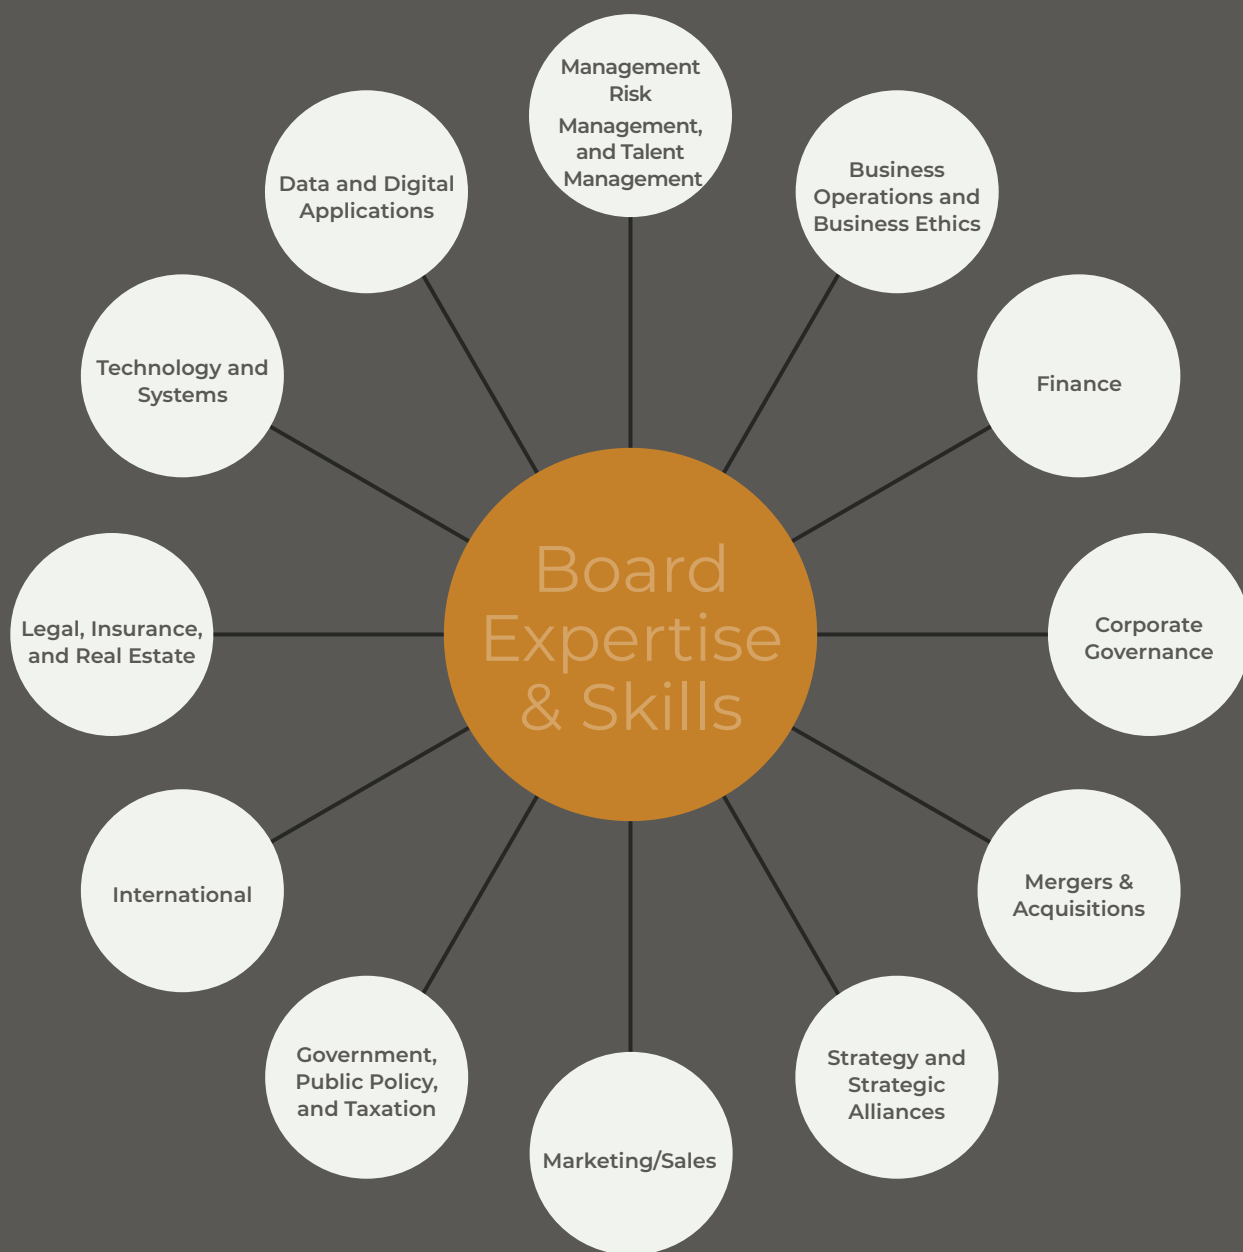 Management
Risk
Management,
and Talent
Management
Business
Operations and
Business Ethics
Finance
Corporate
Governance
Mergers &
Acquisitions
Strategy and
Strategic
Alliances
Marketing/Sales
Government,
Public Policy,
and Taxation
International
Legal, Insurance,
and Real Estate
Technology and
Systems
Data and Digital
Applications
Board
Expertise
& Skills